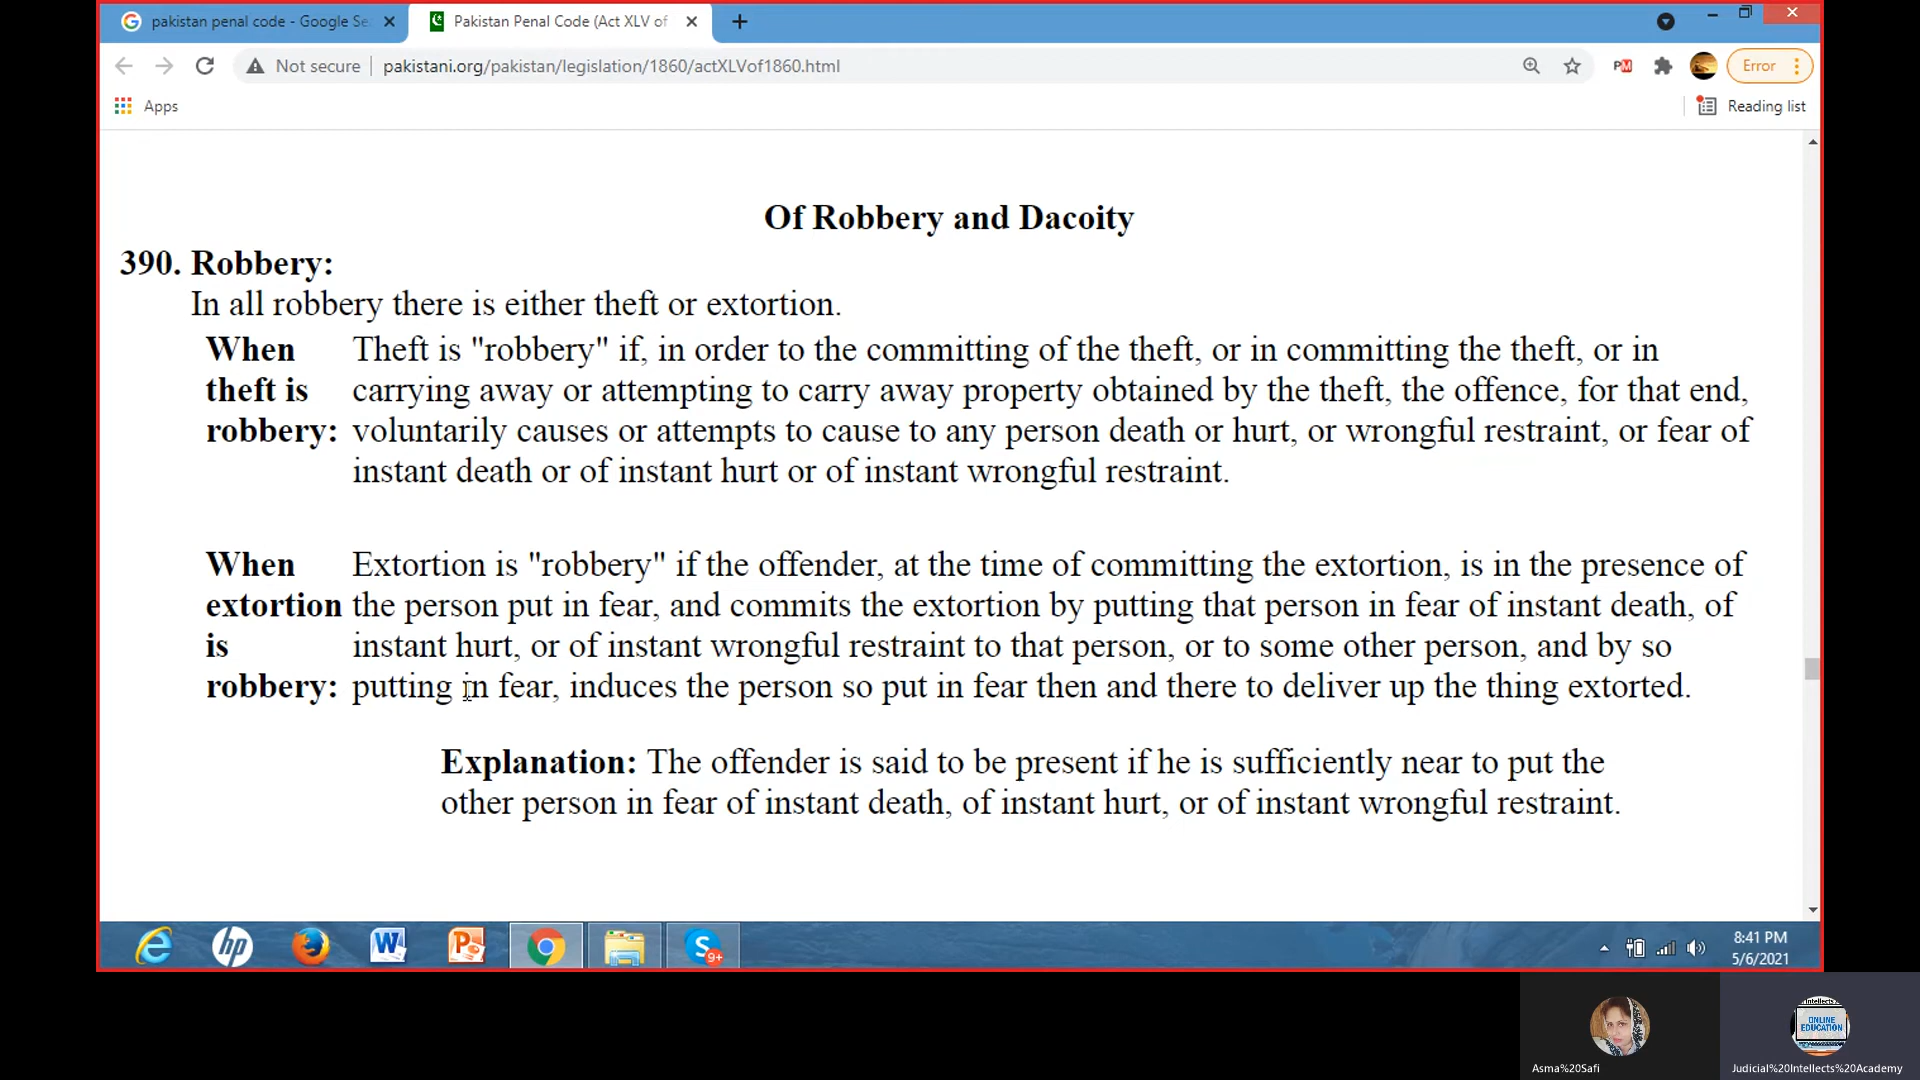 pakistan penal code - Google Se
Pakistan Penal Code (Act XLV of
Not secure
pakistani.org/pakistan/legislation/1860/actXLVof1860.html
Error
Apps
Reading list
Of Robbery and Dacoity
390. Robbery:
In all robbery there is either theft or extortion.
When Theft is "robbery" if, in order to the committing of the theft, or in committing the theft, or in
theft is carrying away or attempting to carry away property obtained by the theft, the offence, for that end,
robbery: voluntarily causes or attempts to cause to any person death or hurt, or wrongful restraint, or fear of
instant death or of instant hurt or of instant wrongful restraint.
When Extortion is "robbery" if the offender, at the time of committing the extortion, is in the presence of
extortion the person put in fear, and commits the extortion by putting that person in fear of instant death, of
is instant hurt, or of instant wrongful restraint to that person, or to some other person, and by so
robbery: putting in fear, induces the person so put in fear then and there to deliver up the thing extorted.
Explanation: The offender is said to be present if he is sufficiently near to put the
other person in fear of instant death, of instant hurt, or of instant wrongful restraint.
9+
8:41 PM
5/6/2021
ONLINE
EDUCATION
Asma%20Safi
Judicial%20Intellects%20Academy